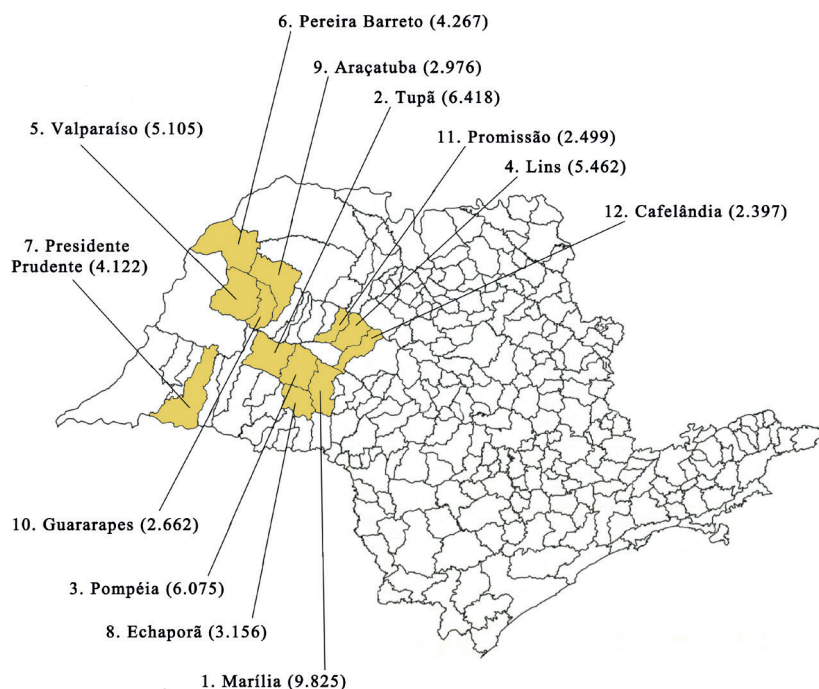 6. Pereira Barreto (4.267)
9. Araçatuba (2.976)
2. Tupã (6.418)
5. Valparaíso (5.105)
11. Promissão (2.499)
4. Lins (5.462)
12. Cafelândia (2.397)
7. Presidente
Prudente (4.122)
10. Guararapes (2.662)
3. Pompéia (6.075)
8. Echaporã (3.156)
1. Marília (9.825)